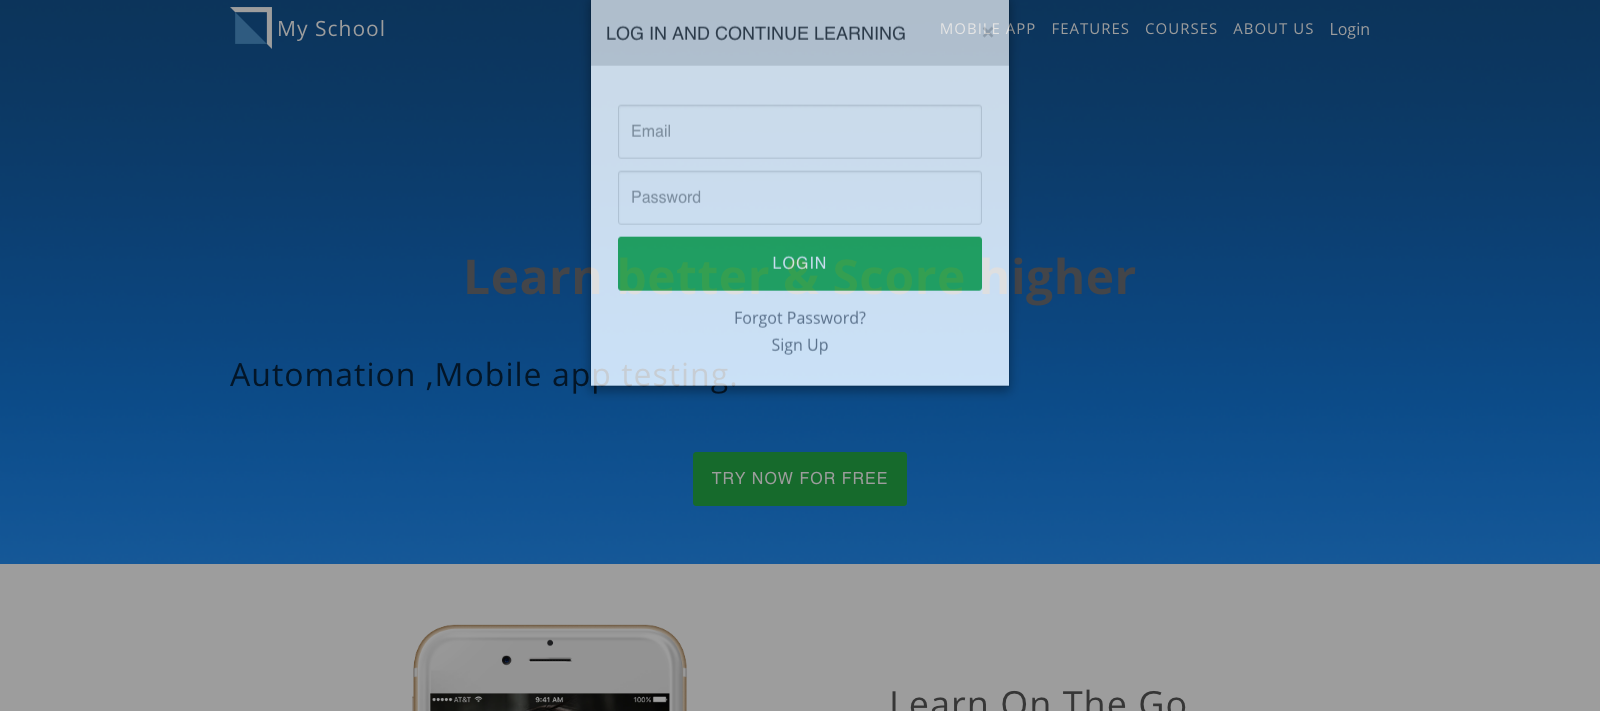 My School
LOG IN AND CONTINUE LEARNING
MOBILE APP FEATURES COURSES ABOUT US Login
Email
Password
LOGIN
Learn better & Score higher
Forgot Password?
Sign Up
Automation ,Mobile app testing.
TRY NOW FOR FREE
AT&T 9:41 AM 100%
Learn On The Go